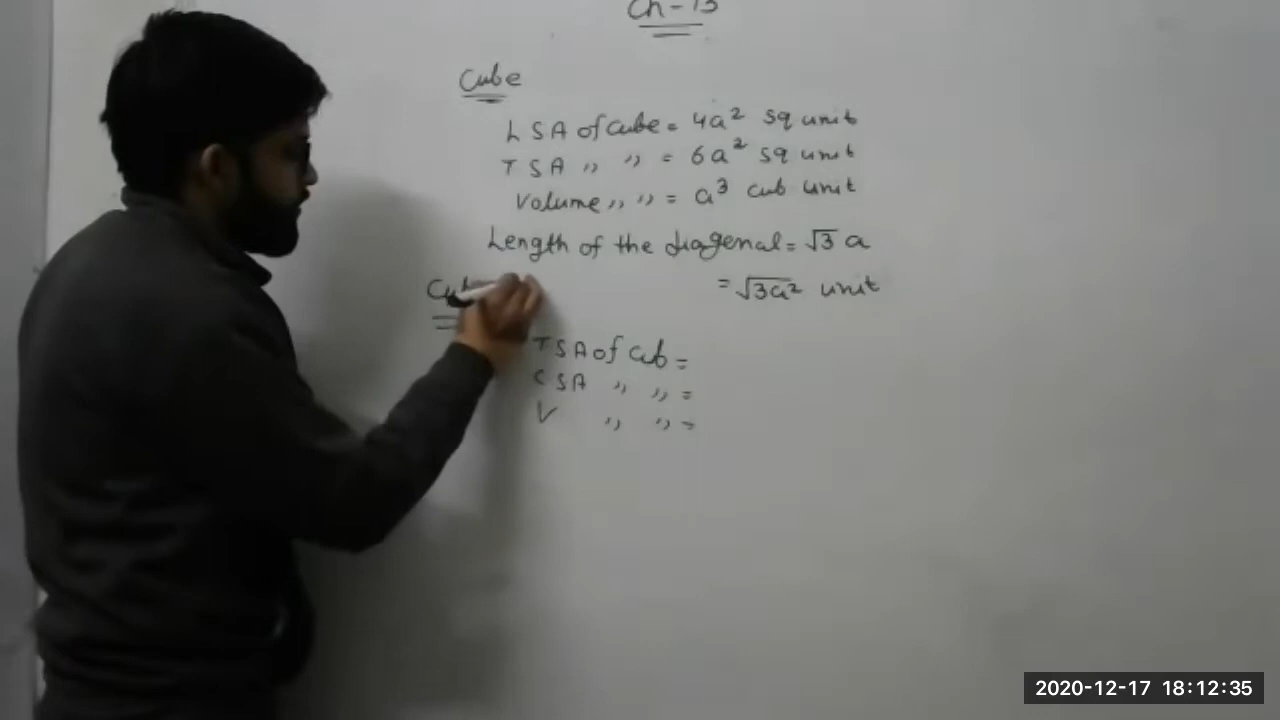 Ch-13
Cube
LSA of cube = 4a² sq unit
TSA ,, ,, = 6a² sq unit
Volume ,, ,, = a³ cub unit
Length of the diagenal = √3 a
= √3a² unit
TSA of cub =
CSA ,, ,, =
V ,, ,, =
2020-12-17 18:12:35